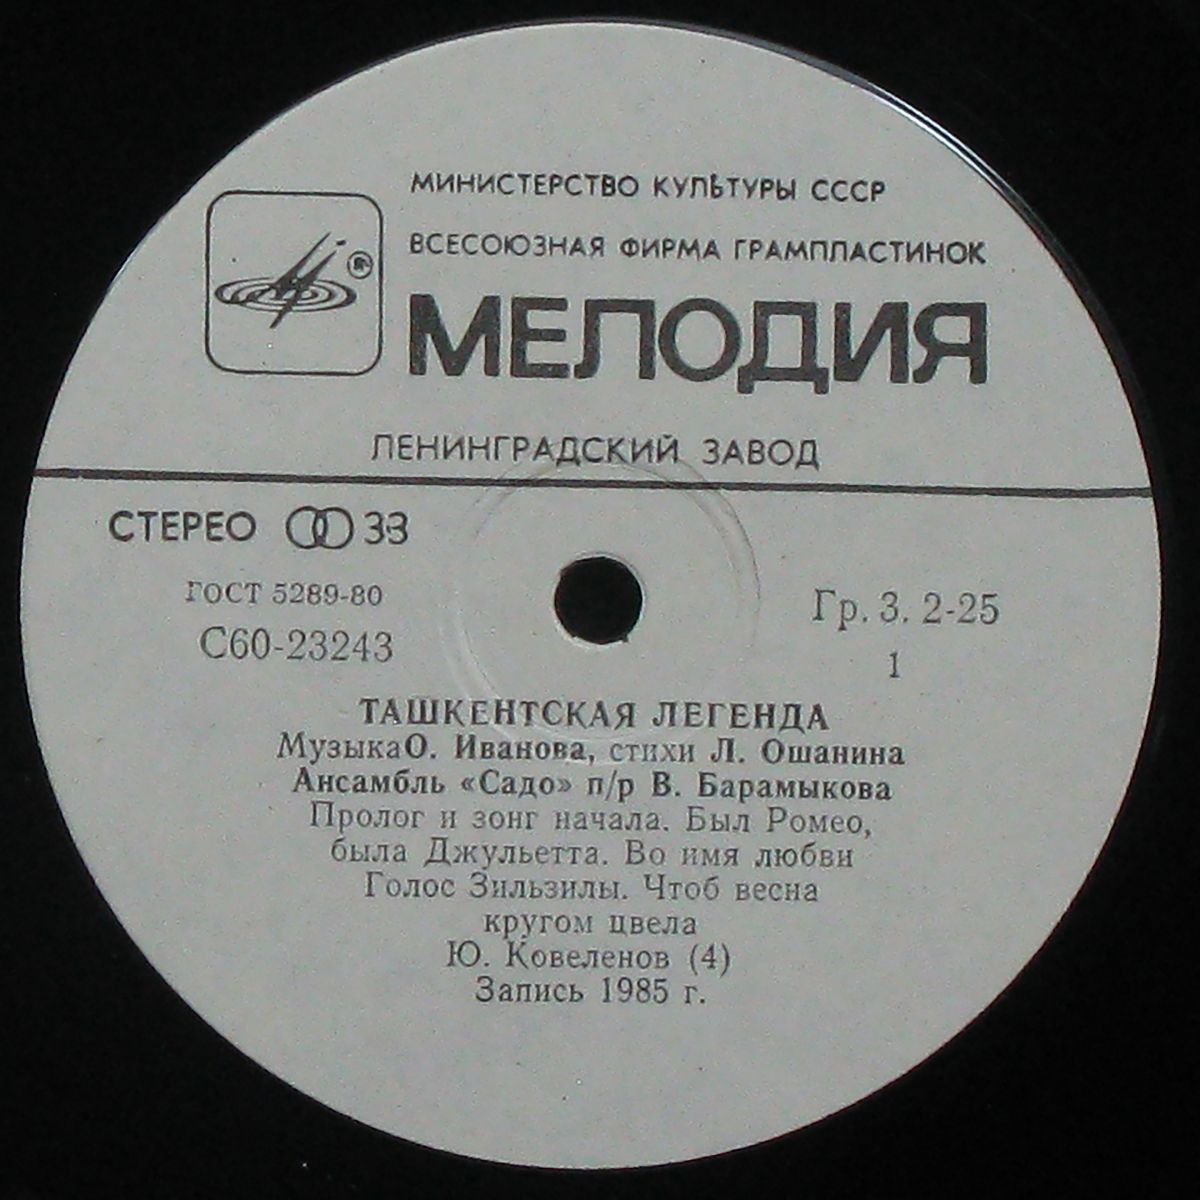 МИНИСТЕРСТВО КУЛЬТУРЫ СССР
ВСЕСОЮЗНАЯ ФИРМА ГРАМПЛАСТИНОК
МЕЛОДИЯ
ЛЕНИНГРАДСКИЙ ЗАВОД
СТЕРЕО 33
ГОСТ 5289-80
С60-23243
Гр. 3. 2-25
1
ТАШКЕНТСКАЯ ЛЕГЕНДА
МузыкаО. Иванова, стихи Л. Ошанина
Ансамбль «Садо» п/р В. Барамыкова
Пролог и зонг начала. Был Ромео,
была Джульетта. Во имя любви
Голос Зильзилы. Чтоб весна
кругом цвела
Ю. Ковеленов (4)
Запись 1985 г.